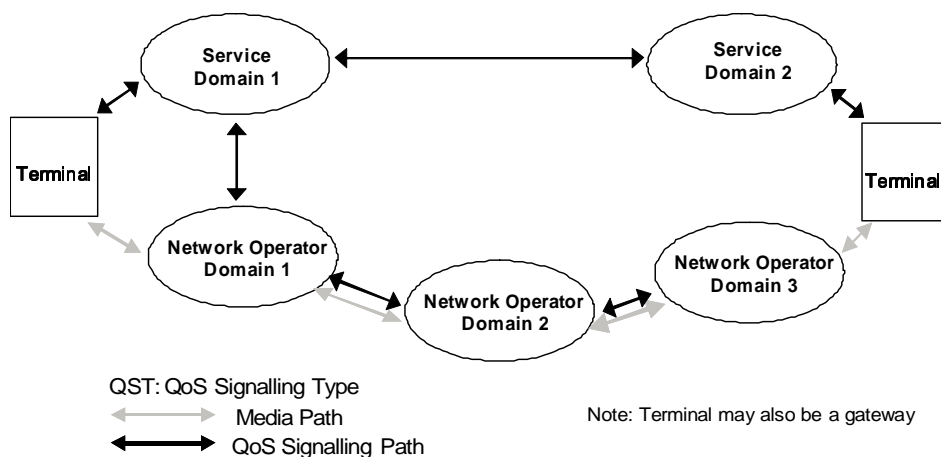 Service
Domain 1
Service
Domain 2
Terminal
Terminal
Network Operator
Domain 1
Network Operator
Domain 2
Network Operator
Domain 3
QST: QoS Signalling Type
Media Path
QoS Signalling Path
Note: Terminal may also be a gateway